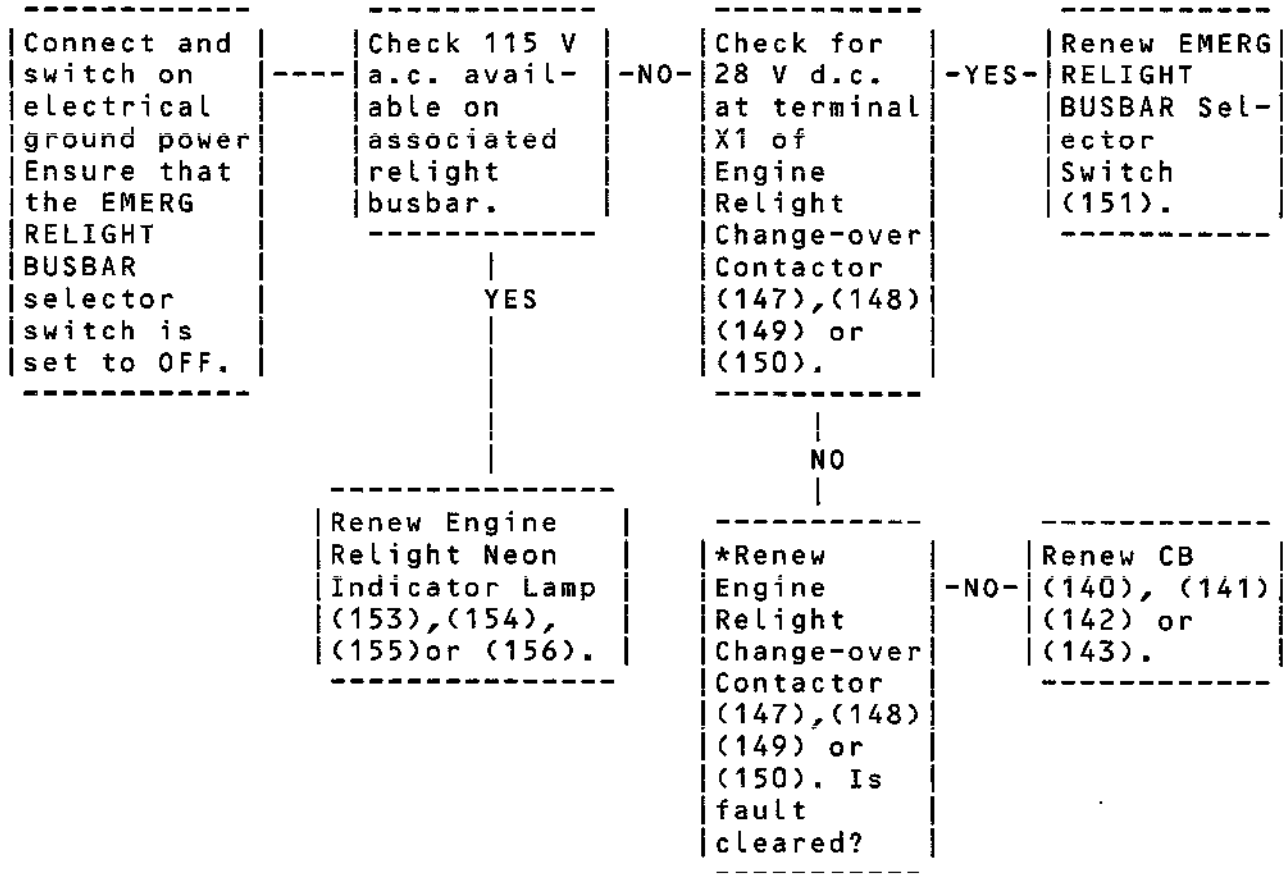 Connect and
switch on
electrical
ground power
Ensure that
the EMERG
RELIGHT
BUSBAR
selector
switch is
set to OFF.
Check 115 V
a.c. avail-
able on
associated
relight
busbar.
-NO-
Check for
28 V d.c.
at terminal
X1 of
Engine
Relight
Change-over
Contactor
(147),(148)
(149) or
(150).
-YES-
Renew EMERG
RELIGHT
BUSBAR Sel-
ector
Switch
(151).
YES
Renew Engine
Relight Neon
Indicator Lamp
(153),(154),
(155)or (156).
NO
*Renew
Engine
Relight
Change-over
Contactor
(147),(148)
(149) or
(150). Is
fault
cleared?
-NO-
Renew CB
(140), (141)
(142) or
(143).